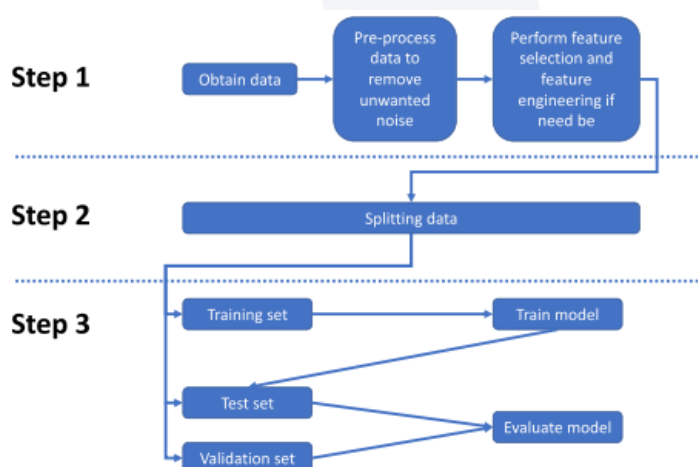 Step 1
Obtain data
Pre-process
data to
remove
unwanted
noise
Perform feature
selection and
feature
engineering if
need be
Step 2
Splitting data
Step 3
Training set
Train model
Test set
Evaluate model
Validation set